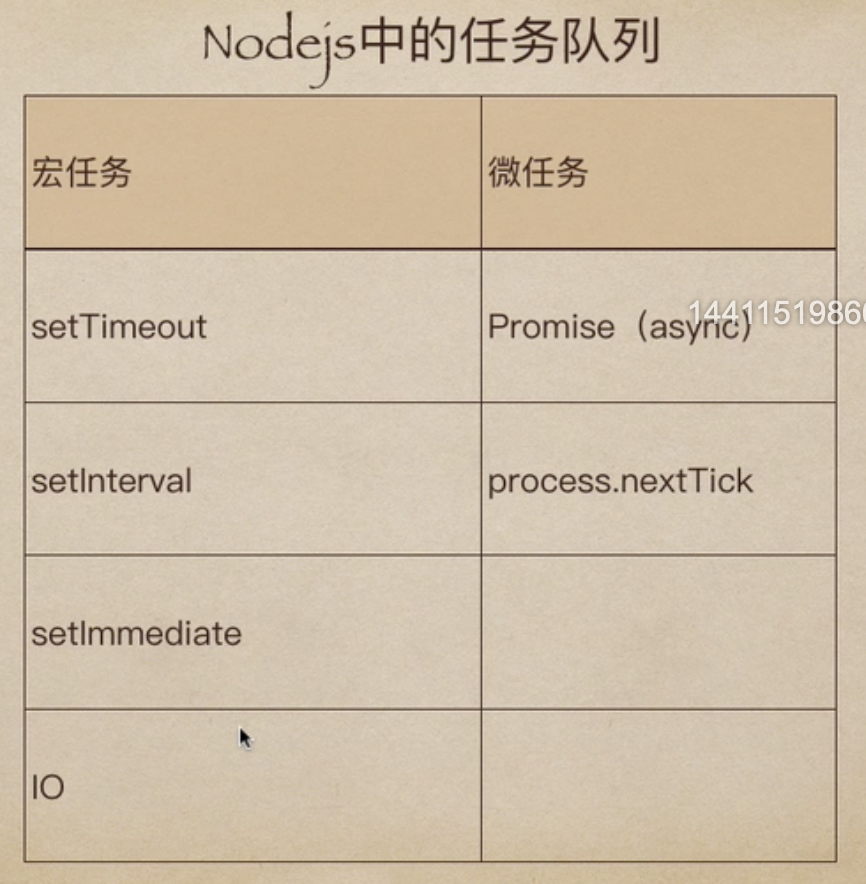 Nodejs中的任务队列
宏任务 微任务
setTimeout Promise（async）
setInterval process.nextTick
setImmediate
IO